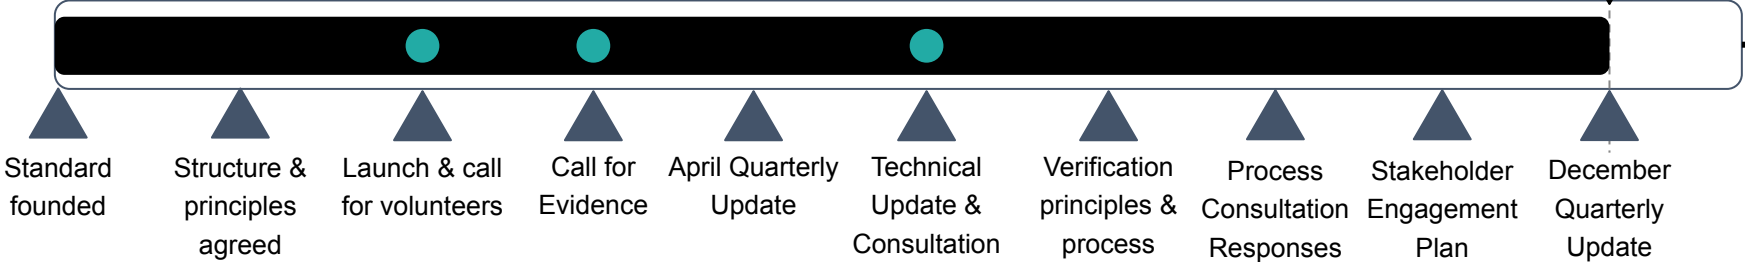 Standard
founded
Structure &
principles
agreed
Launch & call
for volunteers
Call for
Evidence
April Quarterly
Update
Technical
Update &
Consultation
Verification
principles &
process
Process
Consultation
Responses
Stakeholder
Engagement
Plan
December
Quarterly
Update